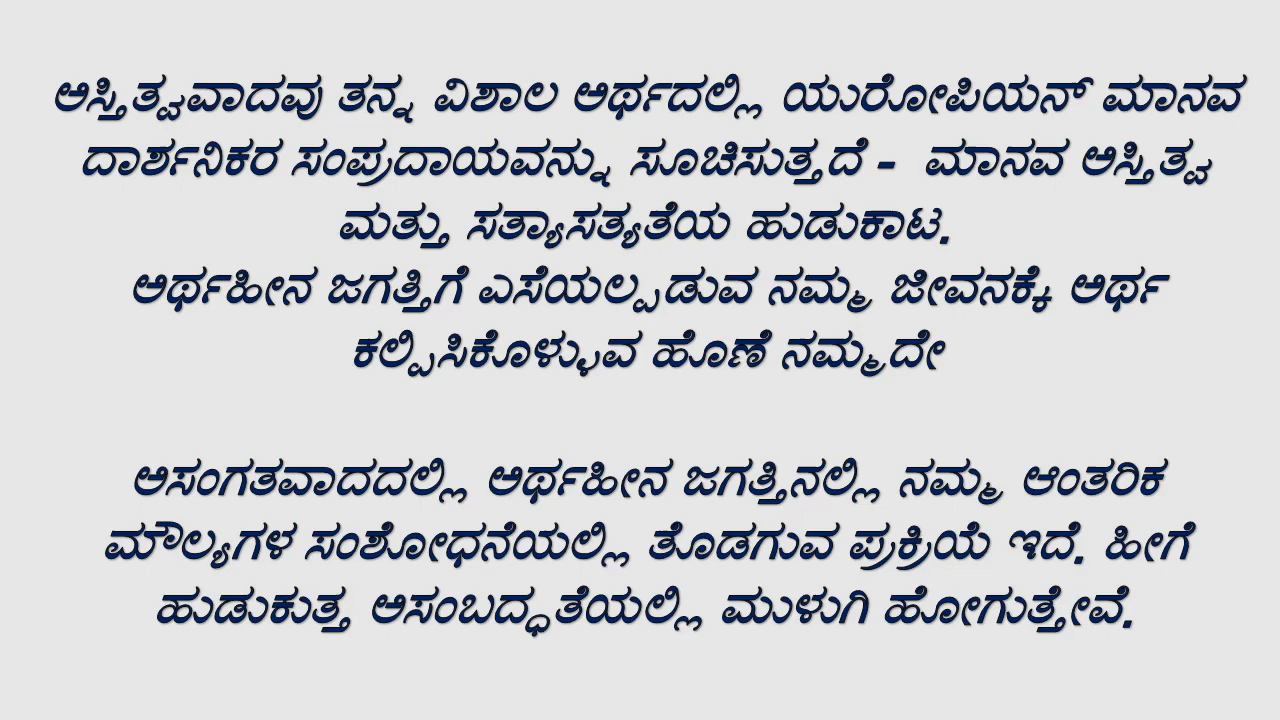 ಅಸ್ತಿತ್ವವಾದವು ತನ್ನ ವಿಶಾಲ ಅರ್ಥದಲ್ಲಿ ಯುರೋಪಿಯನ್ ಮಾನವ
ದಾರ್ಶನಿಕರ ಸಂಪ್ರದಾಯವನ್ನು ಸೂಚಿಸುತ್ತದೆ - ಮಾನವ ಅಸ್ತಿತ್ವ
ಮತ್ತು ಸತ್ಯಾಸತ್ಯತೆಯ ಹುಡುಕಾಟ.
ಅರ್ಥಹೀನ ಜಗತ್ತಿಗೆ ಎಸೆಯಲ್ಪಡುವ ನಮ್ಮ ಜೀವನಕ್ಕೆ ಅರ್ಥ
ಕಲ್ಪಿಸಿಕೊಳ್ಳುವ ಹೊಣೆ ನಮ್ಮದೇ
ಅಸಂಗತವಾದದಲ್ಲಿ ಅರ್ಥಹೀನ ಜಗತ್ತಿನಲ್ಲಿ ನಮ್ಮ ಆಂತರಿಕ
ಮೌಲ್ಯಗಳ ಸಂಶೋಧನೆಯಲ್ಲಿ ತೊಡಗುವ ಪ್ರಕ್ರಿಯೆ ಇದೆ. ಹೀಗೆ
ಹುಡುಕುತ್ತ ಅಸಂಬದ್ಧತೆಯಲ್ಲಿ ಮುಳುಗಿ ಹೋಗುತ್ತೇವೆ.